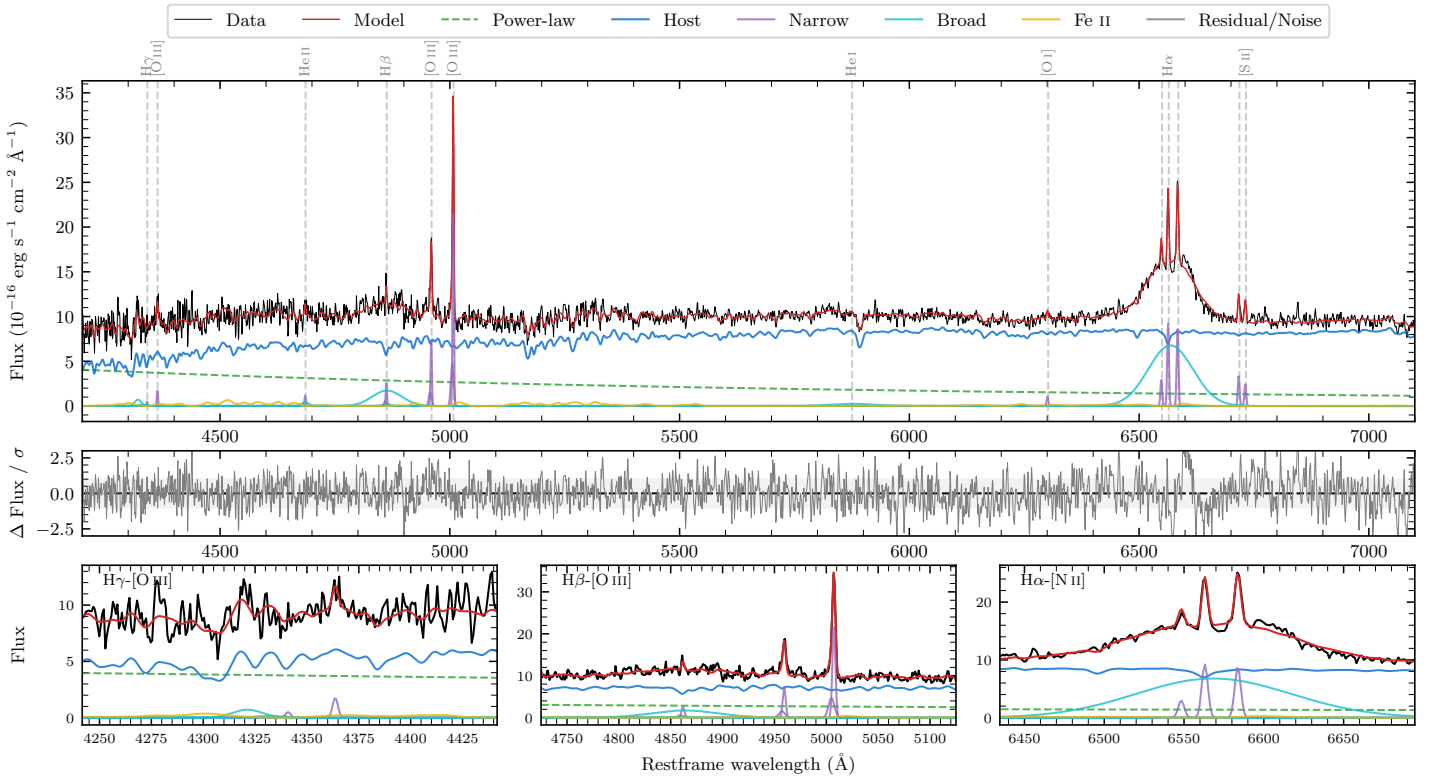 Data Model Power-law Host Narrow Broad Fe II Residual/Noise
Hγ [O III] He II Hβ [O III] [O III] He I [O I] Hα [S II]
Flux (10⁻¹⁶ erg s⁻¹ cm⁻² Å⁻¹)
35
30
25
20
15
10
5
0
4500 5000 5500 6000 6500 7000
Δ Flux / σ
2.5
0.0
−2.5
4500 5000 5500 6000 6500 7000
Flux
Hγ-[O III]
10
5
0
4250 4275 4300 4325 4350 4375 4400 4425
Hβ-[O III]
30
20
10
0
4750 4800 4850 4900 4950 5000 5050 5100
Hα-[N II]
20
10
0
6450 6500 6550 6600 6650
Restframe wavelength (Å)